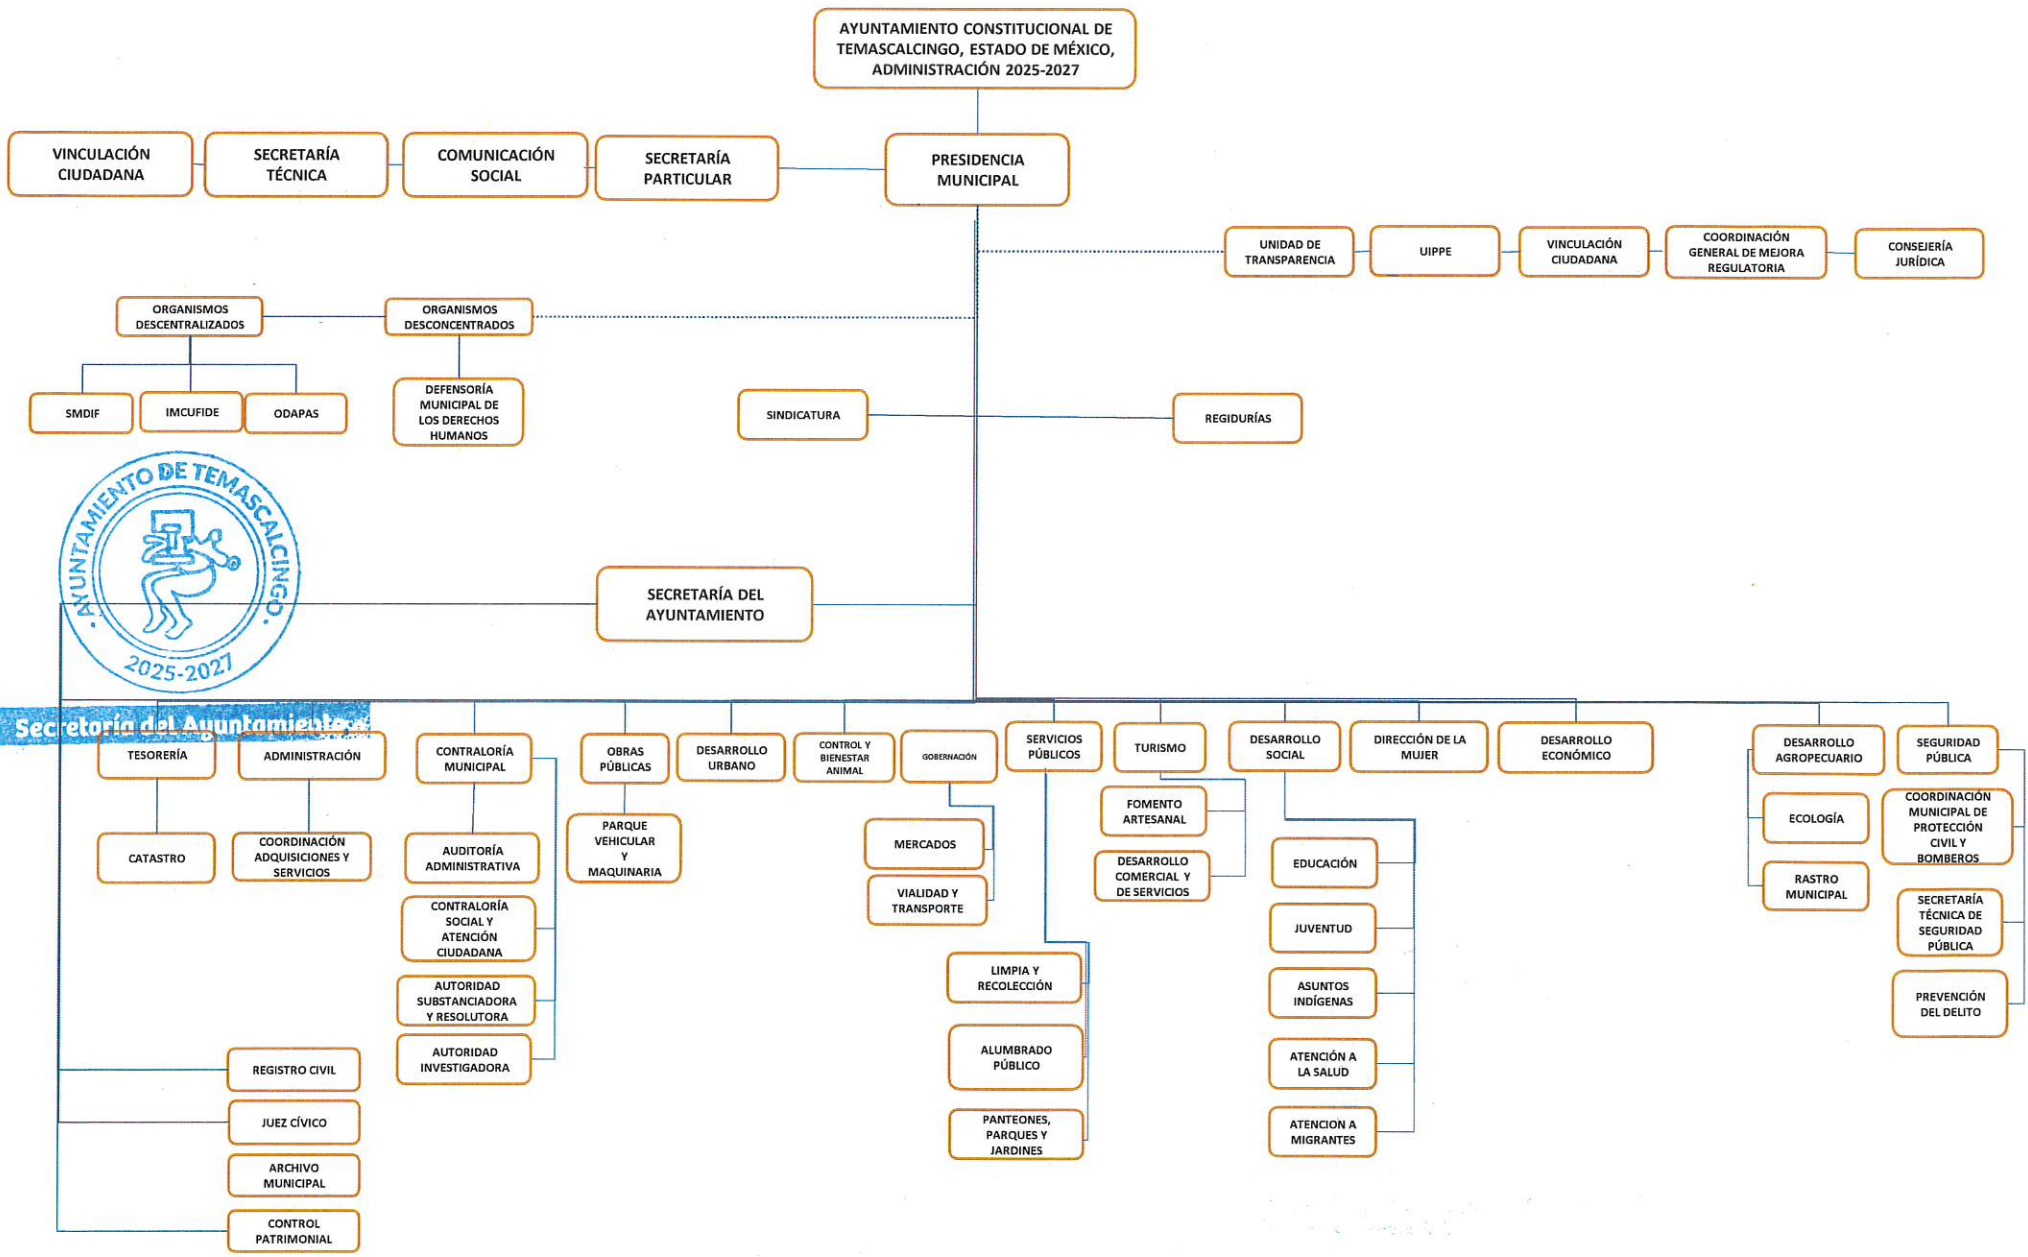 AYUNTAMIENTO CONSTITUCIONAL DE
TEMASCALCINGO, ESTADO DE MÉXICO,
ADMINISTRACIÓN 2025-2027
VINCULACIÓN
CIUDADANA
SECRETARÍA
TÉCNICA
COMUNICACIÓN
SOCIAL
SECRETARÍA
PARTICULAR
PRESIDENCIA
MUNICIPAL
UNIDAD DE
TRANSPARENCIA
UIPPE
VINCULACIÓN
CIUDADANA
COORDINACIÓN
GENERAL DE MEJORA
REGULATORIA
CONSEJERÍA
JURÍDICA
ORGANISMOS
DESCENTRALIZADOS
ORGANISMOS
DESCONCENTRADOS
SMDIF
IMCUFIDE
ODAPAS
DEFENSORÍA
MUNICIPAL DE
LOS DERECHOS
HUMANOS
SINDICATURA
REGIDURÍAS
· AYUNTAMIENTO DE TEMASCALCINGO ·
2025-2027
SECRETARÍA DEL
AYUNTAMIENTO
Secretaría del Ayuntamiento
TESORERÍA
ADMINISTRACIÓN
CONTRALORÍA
MUNICIPAL
OBRAS
PÚBLICAS
DESARROLLO
URBANO
CONTROL Y
BIENESTAR
ANIMAL
GOBERNACIÓN
SERVICIOS
PÚBLICOS
TURISMO
DESARROLLO
SOCIAL
DIRECCIÓN DE LA
MUJER
DESARROLLO
ECONÓMICO
DESARROLLO
AGROPECUARIO
SEGURIDAD
PÚBLICA
CATASTRO
COORDINACIÓN
ADQUISICIONES Y
SERVICIOS
AUDITORÍA
ADMINISTRATIVA
CONTRALORÍA
SOCIAL Y
ATENCIÓN
CIUDADANA
AUTORIDAD
SUBSTANCIADORA
Y RESOLUTORA
AUTORIDAD
INVESTIGADORA
PARQUE
VEHICULAR
Y
MAQUINARIA
MERCADOS
VIALIDAD Y
TRANSPORTE
LIMPIA Y
RECOLECCIÓN
ALUMBRADO
PÚBLICO
PANTEONES,
PARQUES Y
JARDINES
FOMENTO
ARTESANAL
DESARROLLO
COMERCIAL Y
DE SERVICIOS
EDUCACIÓN
JUVENTUD
ASUNTOS
INDÍGENAS
ATENCIÓN A
LA SALUD
ATENCION A
MIGRANTES
ECOLOGÍA
RASTRO
MUNICIPAL
COORDINACIÓN
MUNICIPAL DE
PROTECCIÓN
CIVIL Y
BOMBEROS
SECRETARÍA
TÉCNICA DE
SEGURIDAD
PÚBLICA
PREVENCIÓN
DEL DELITO
REGISTRO CIVIL
JUEZ CÍVICO
ARCHIVO
MUNICIPAL
CONTROL
PATRIMONIAL